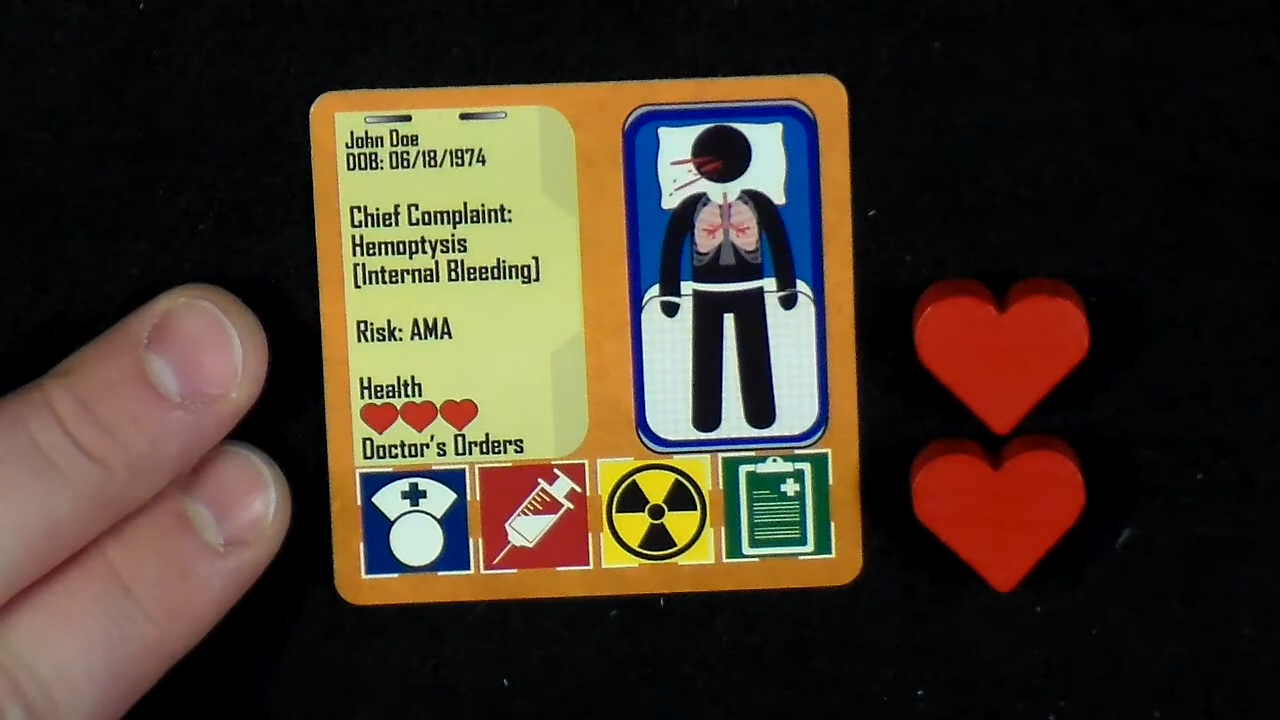 John Doe
DOB: 06/18/1974
Chief Complaint:
Hemoptysis
[Internal Bleeding]
Risk: AMA
Health
Doctor's Orders